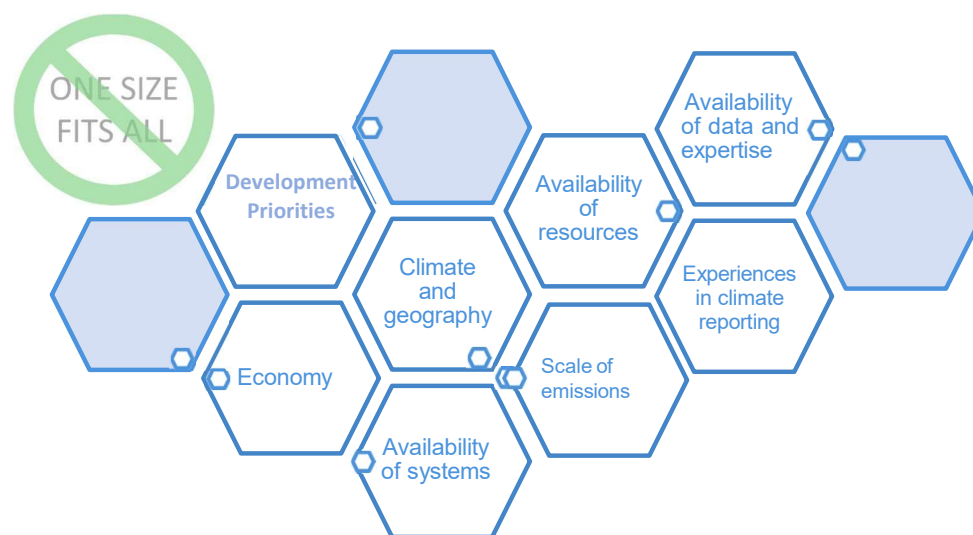 ONE SIZE
FITS ALL
Development
Priorities
Availability
of data and
expertise
Availability
of
resources
Climate
and
geography
Experiences
in climate
reporting
Economy
Scale of
emissions
Availability
of systems